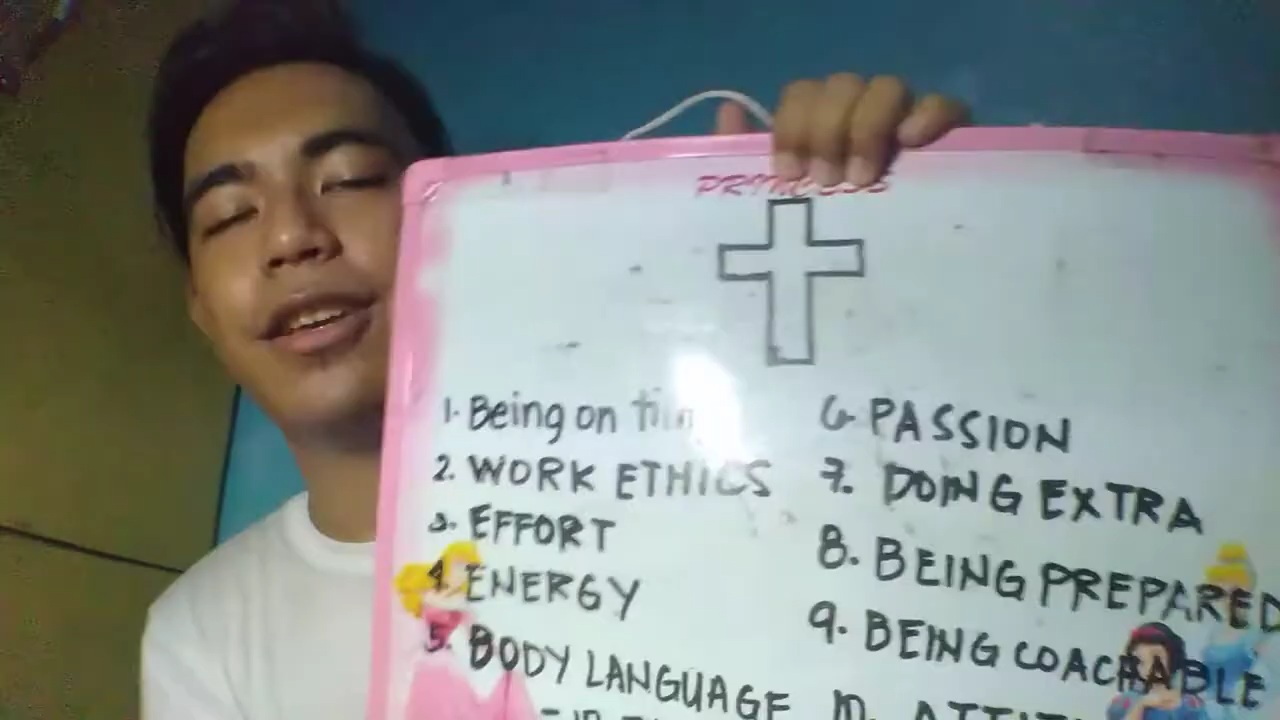 PRINCESS
1. Being on
2. WORK ETHICS
3. EFFORT
4. ENERGY
5. BODY LANGUAGE
6. PASSION
7. DOING EXTRA
8. BEING PREPARED
9. BEING COACHABLE
10.